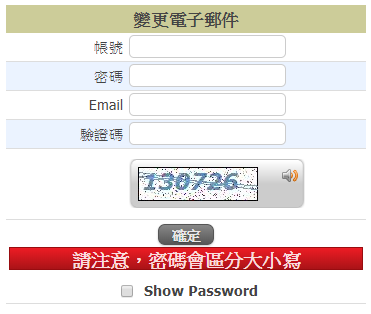 變更電子郵件
帳號
密碼
Email
驗證碼
130726
確定
請注意，密碼會區分大小寫
Show Password